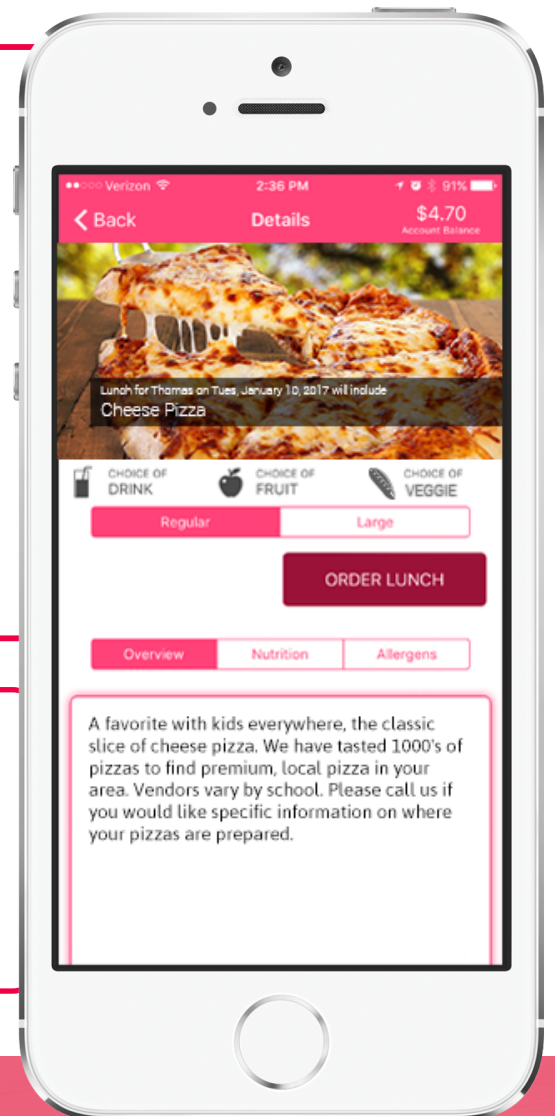 Verizon 2:36 PM 91%
Back Details $4.70
Account Balance
Lunch for Thomas on Tues, January 10, 2017 will include
Cheese Pizza
CHOICE OF DRINK CHOICE OF FRUIT CHOICE OF VEGGIE
Regular Large
ORDER LUNCH
Overview Nutrition Allergens
A favorite with kids everywhere, the classic
slice of cheese pizza. We have tasted 1000's of
pizzas to find premium, local pizza in your
area. Vendors vary by school. Please call us if
you would like specific information on where
your pizzas are prepared.